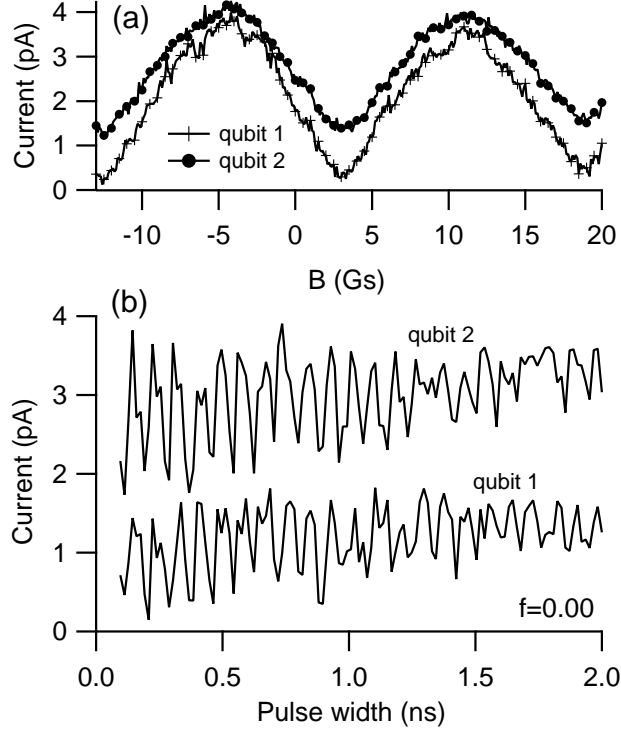 (a)
Current (pA)
4
3
2
1
0
qubit 1
qubit 2
-10 -5 0 5 10 15 20
B (Gs)
(b)
Current (pA)
4
3
2
1
0
qubit 2
qubit 1
f=0.00
0.0 0.5 1.0 1.5 2.0
Pulse width (ns)